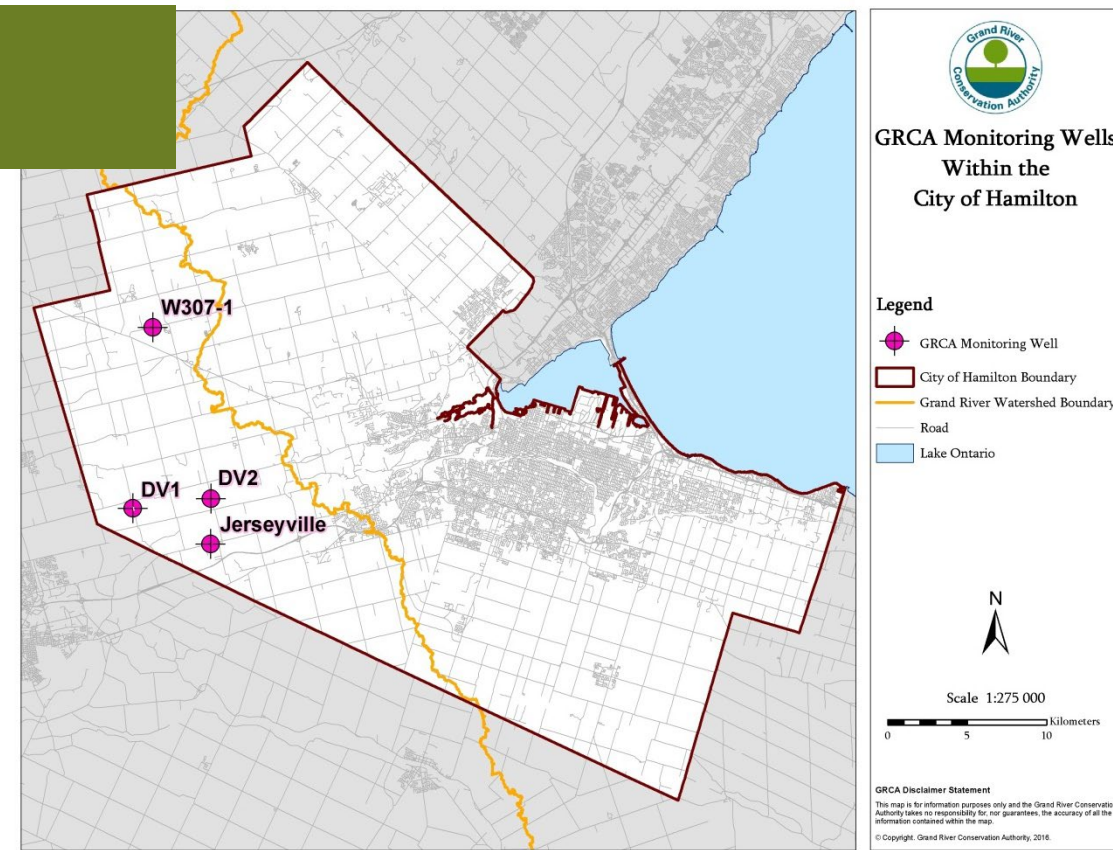 W307-1
DV1
DV2
Jerseyville
Grand River
Conservation Authority
GRCA Monitoring Wells
Within the
City of Hamilton
Legend
GRCA Monitoring Well
City of Hamilton Boundary
Grand River Watershed Boundary
Road
Lake Ontario
N
Scale 1:275 000
Kilometers
0 5 10
GRCA Disclaimer Statement
This map is for information purposes only and the Grand River Conservatio
Authority takes no responsibility for, nor guarantees, the accuracy of all the
information contained within the map.
© Copyright. Grand River Conservation Authority, 2016.